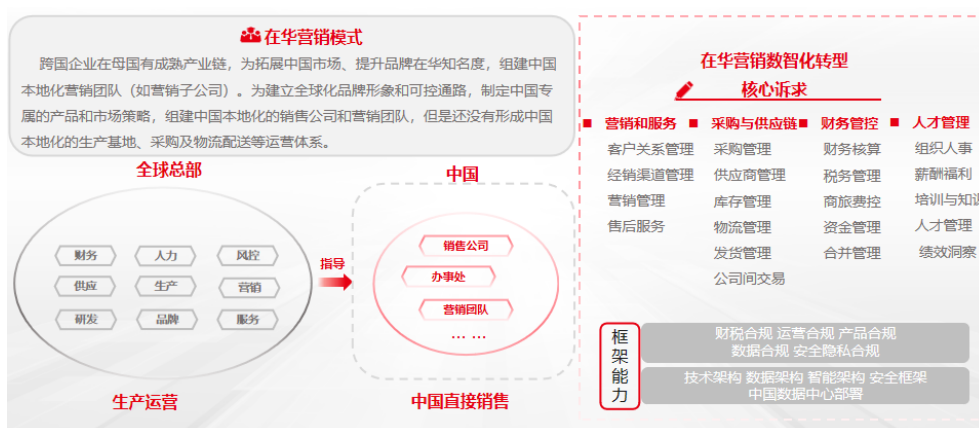 在华营销模式
跨国企业在母国有成熟产业链，为拓展中国市场、提升品牌在华知名度，组建中国
本地化营销团队（如营销子公司）。为建立全球化品牌形象和可控通路，制定中国专
属的产品和市场策略，组建中国本地化的销售公司和营销团队，但是还没有形成中国
本地化的生产基地、采购及物流配送等运营体系。
全球总部
财务 人力 风控
供应 生产 营销
研发 品牌 服务
生产运营
指导
中国
销售公司
办事处
营销团队
... ...
中国直接销售
在华营销数智化转型
核心诉求
营销和服务
客户关系管理
经销渠道管理
营销管理
售后服务
采购与供应链
采购管理
供应商管理
库存管理
物流管理
发货管理
公司间交易
财务管控
财务核算
税务管理
商旅费控
资金管理
合并管理
人才管理
组织人事
薪酬福利
培训与知
人才管理
绩效洞察
框架能力
财税合规 运营合规 产品合规
数据合规 安全隐私合规
技术架构 数据架构 智能架构 安全框架
中国数据中心部署